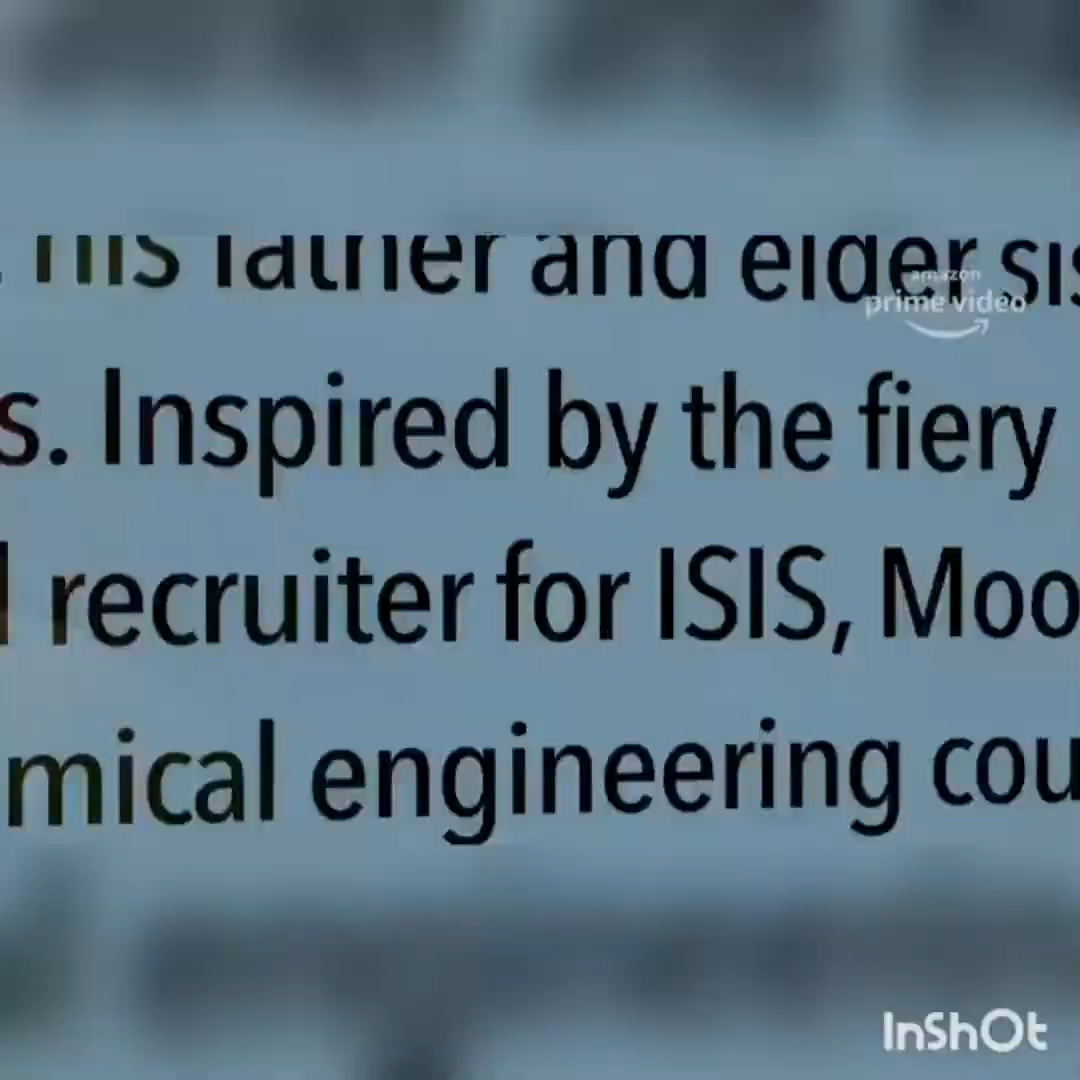 . His father and elder sis
amazon
prime video
s. Inspired by the fiery
recruiter for ISIS, Moo
mical engineering cou
InShOt